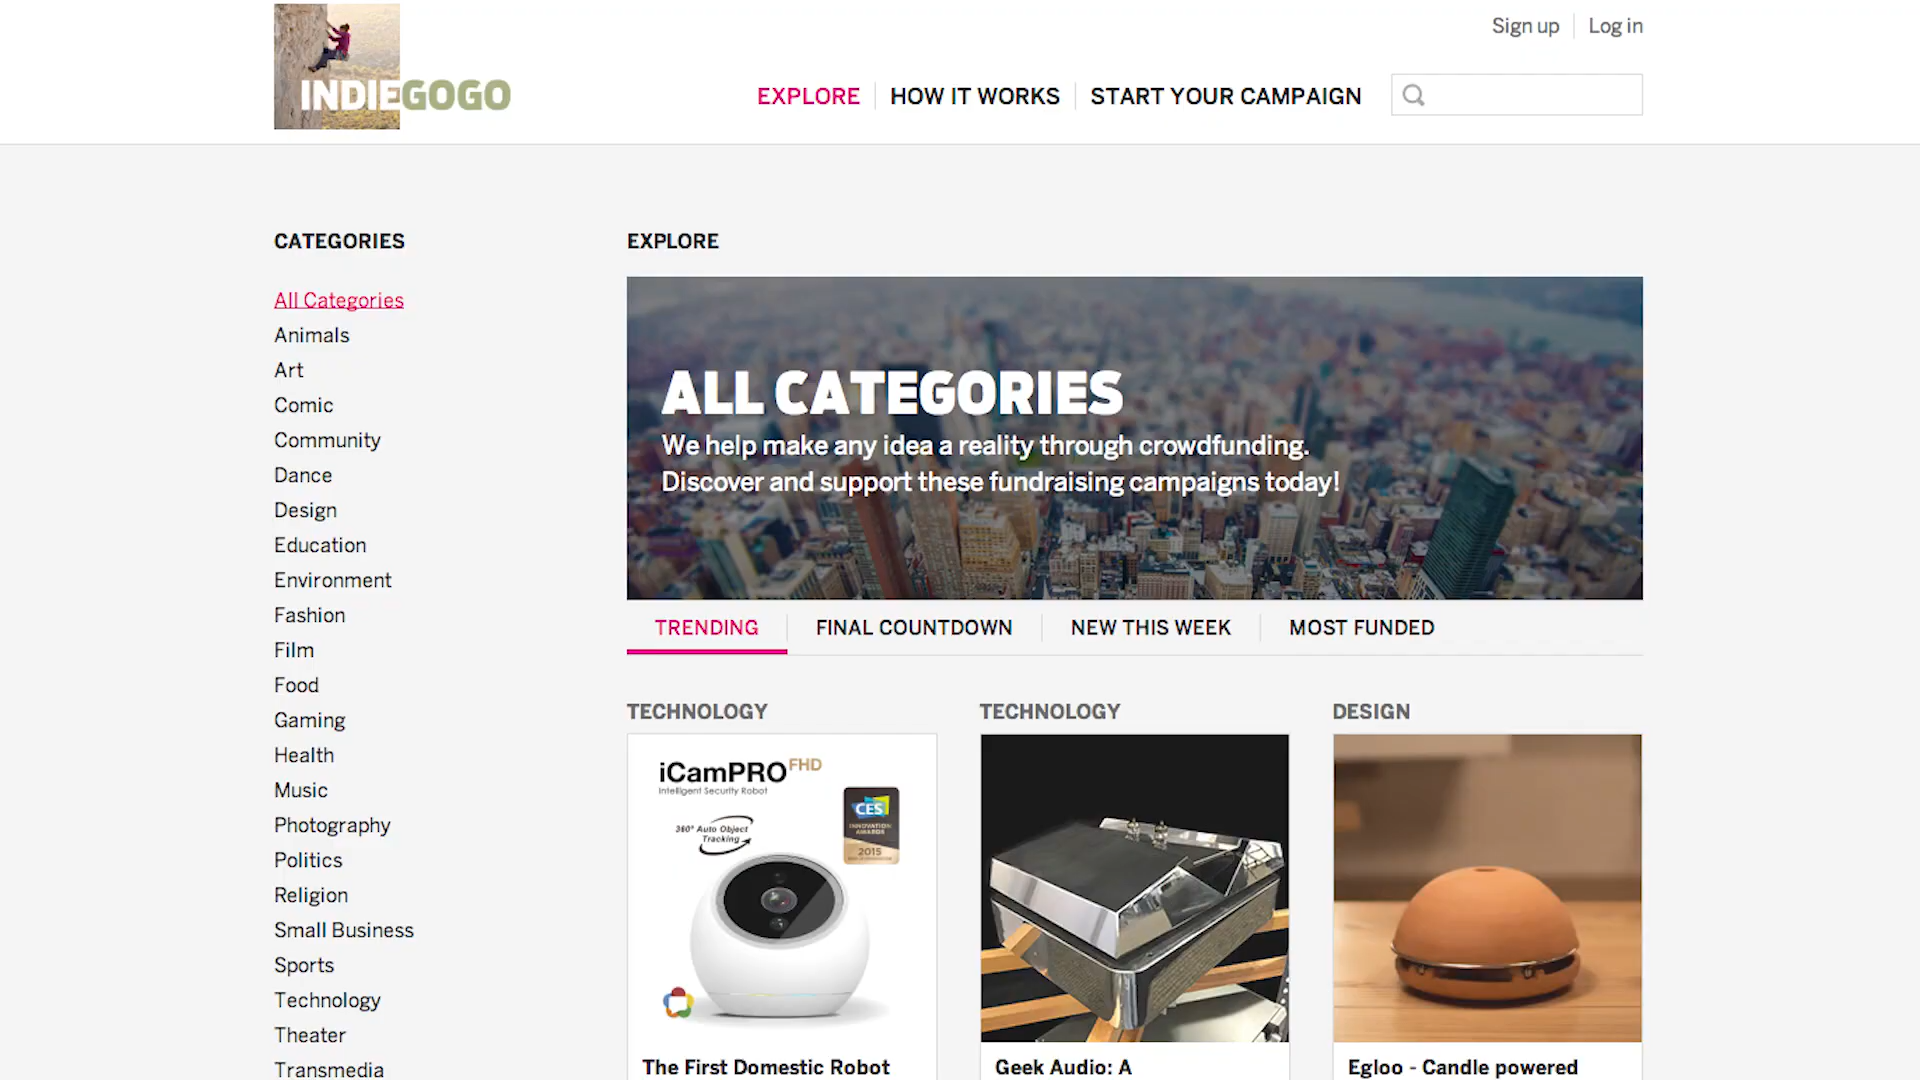 INDIEGOGO
Sign up
Log in
EXPLORE
HOW IT WORKS
START YOUR CAMPAIGN
CATEGORIES
All Categories
Animals
Art
Comic
Community
Dance
Design
Education
Environment
Fashion
Film
Food
Gaming
Health
Music
Photography
Politics
Religion
Small Business
Sports
Technology
Theater
Transmedia
EXPLORE
ALL CATEGORIES
We help make any idea a reality through crowdfunding.
Discover and support these fundraising campaigns today!
TRENDING
FINAL COUNTDOWN
NEW THIS WEEK
MOST FUNDED
TECHNOLOGY
iCamPRO FHD
Intelligent Security Robot
360° Auto Object
Tracking
CES
INNOVATION
AWARDS
2015
The First Domestic Robot
TECHNOLOGY
Geek Audio: A
DESIGN
Egloo - Candle powered